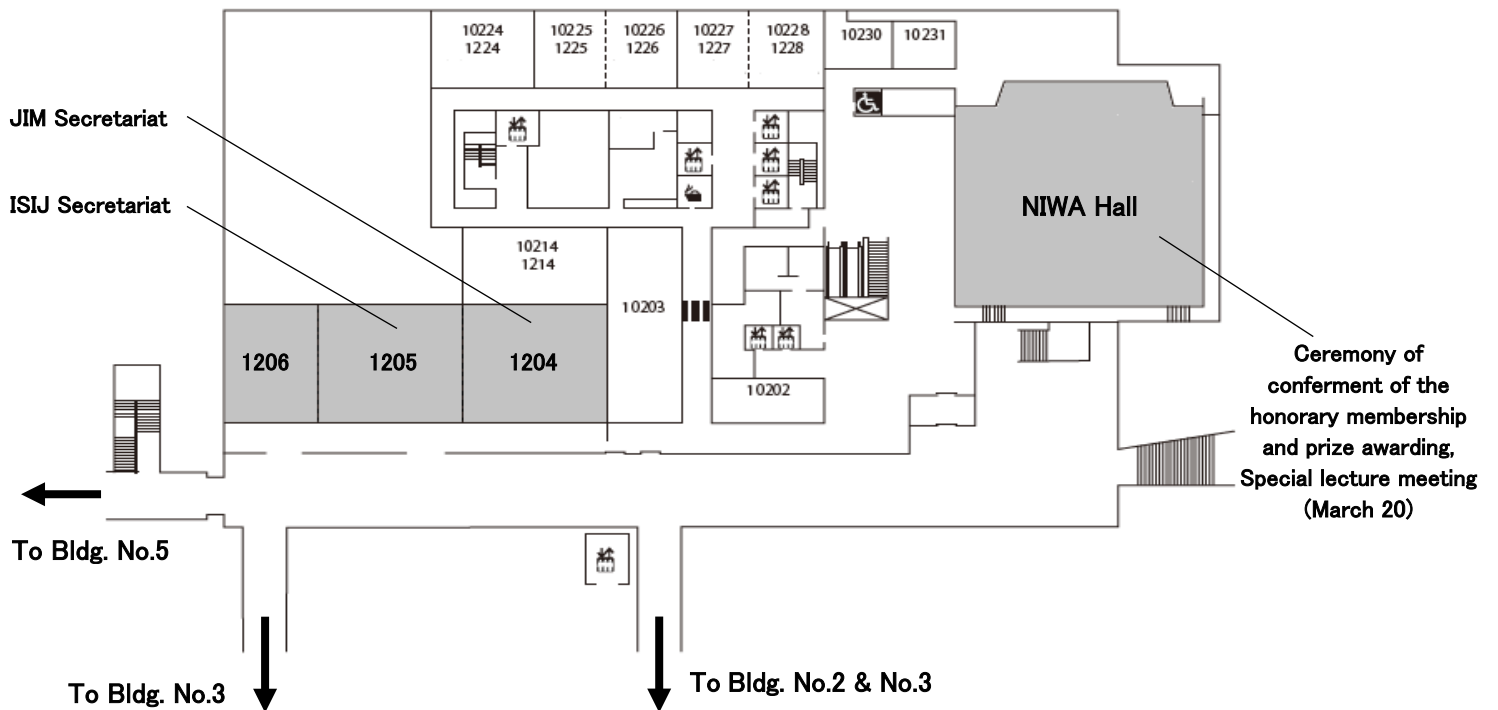 10224
1224
10225
1225
10226
1226
10227
1227
10228
1228
10230
10231
JIM Secretariat
ISIJ Secretariat
NIWA Hall
10214
1214
10203
1206
1205
1204
10202
Ceremony of
conferment of the
honorary membership
and prize awarding,
Special lecture meeting
(March 20)
To Bldg. No.5
To Bldg. No.3
To Bldg. No.2 & No.3